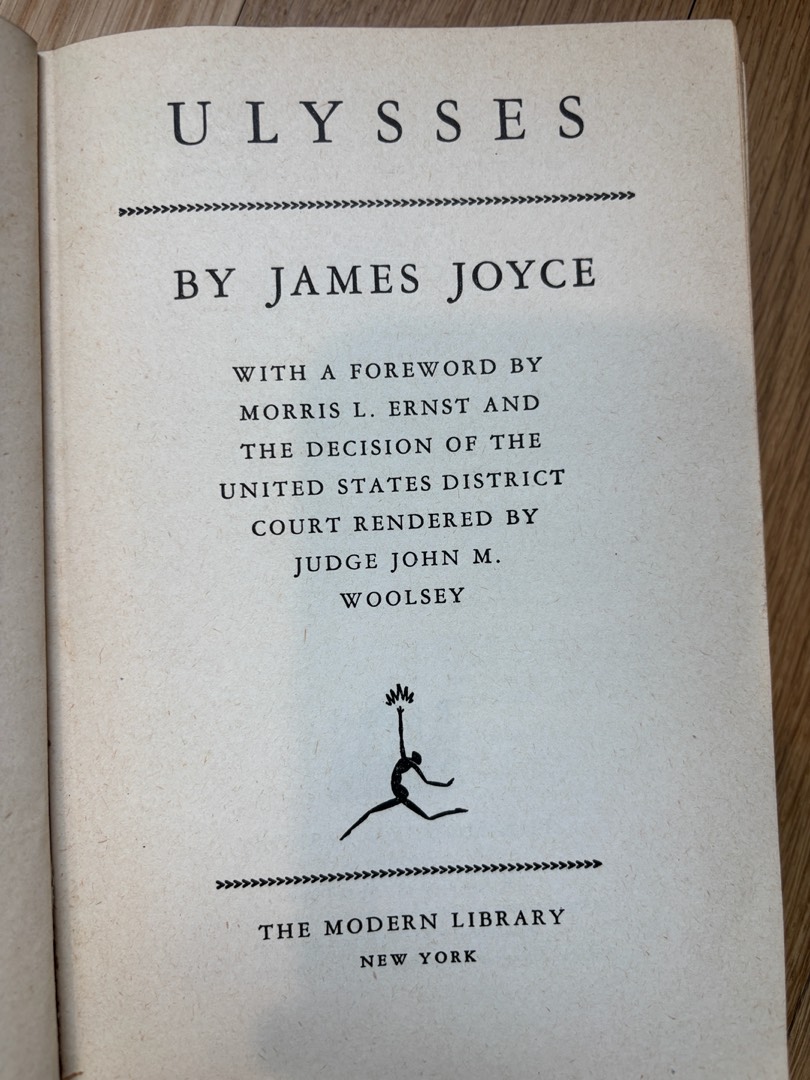 ULYSSES
BY JAMES JOYCE
WITH A FOREWORD BY
MORRIS L. ERNST AND
THE DECISION OF THE
UNITED STATES DISTRICT
COURT RENDERED BY
JUDGE JOHN M.
WOOLSEY
THE MODERN LIBRARY
NEW YORK